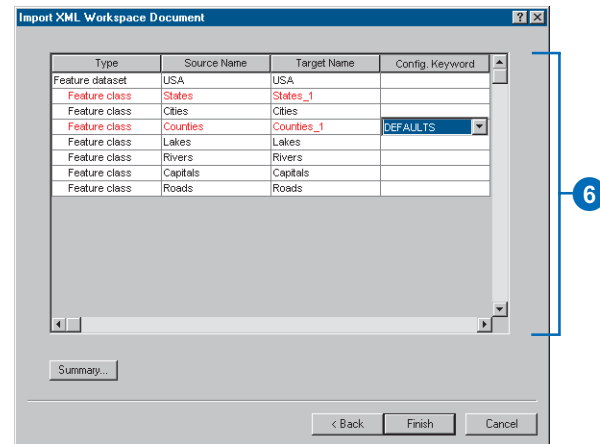 Import XML Workspace Document
Type Source Name Target Name Config. Keyword
Feature dataset USA USA
Feature class States States_1
Feature class Cities Cities
Feature class Counties Counties_1 DEFAULTS
Feature class Lakes Lakes
Feature class Rivers Rivers
Feature class Capitals Capitals
Feature class Roads Roads
6
Summary...
< Back Finish Cancel